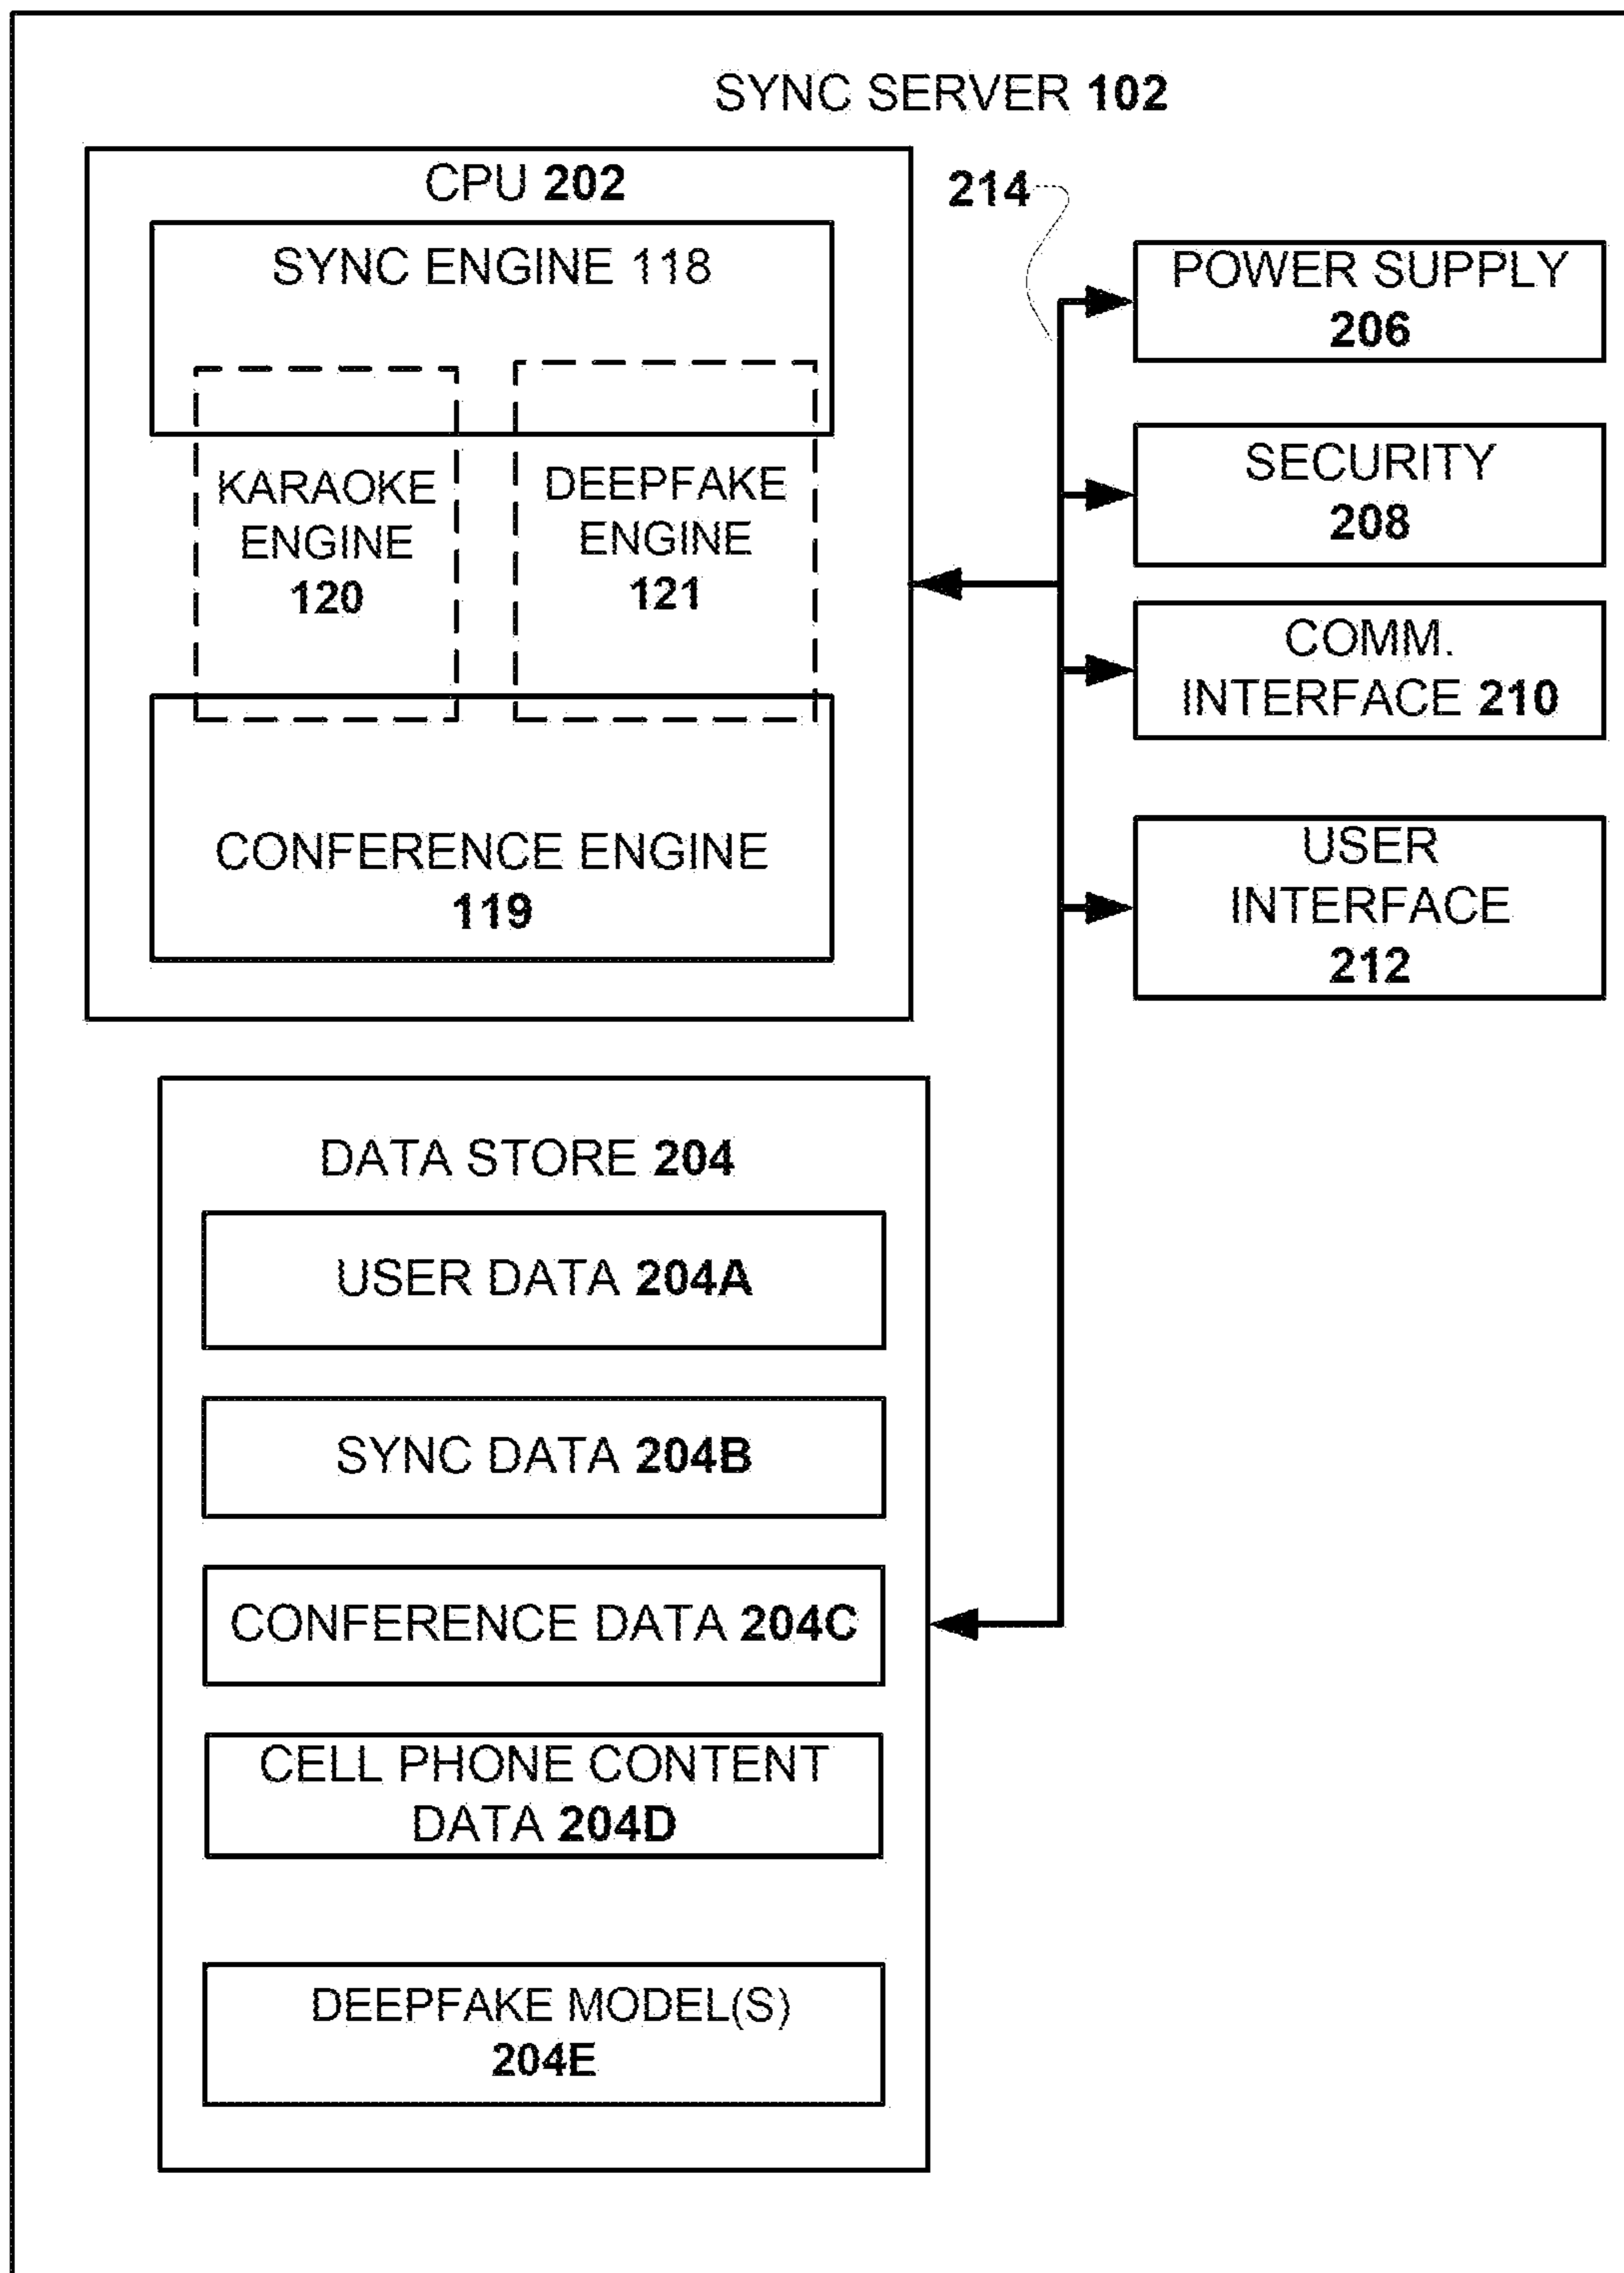 SYNC SERVER 102
CPU 202
SYNC ENGINE 118
KARAOKE
ENGINE
120
DEEPFAKE
ENGINE
121
CONFERENCE ENGINE
119
214
POWER SUPPLY
206
SECURITY
208
COMM.
INTERFACE 210
USER
INTERFACE
212
DATA STORE 204
USER DATA 204A
SYNC DATA 204B
CONFERENCE DATA 204C
CELL PHONE CONTENT
DATA 204D
DEEPFAKE MODEL(S)
204E